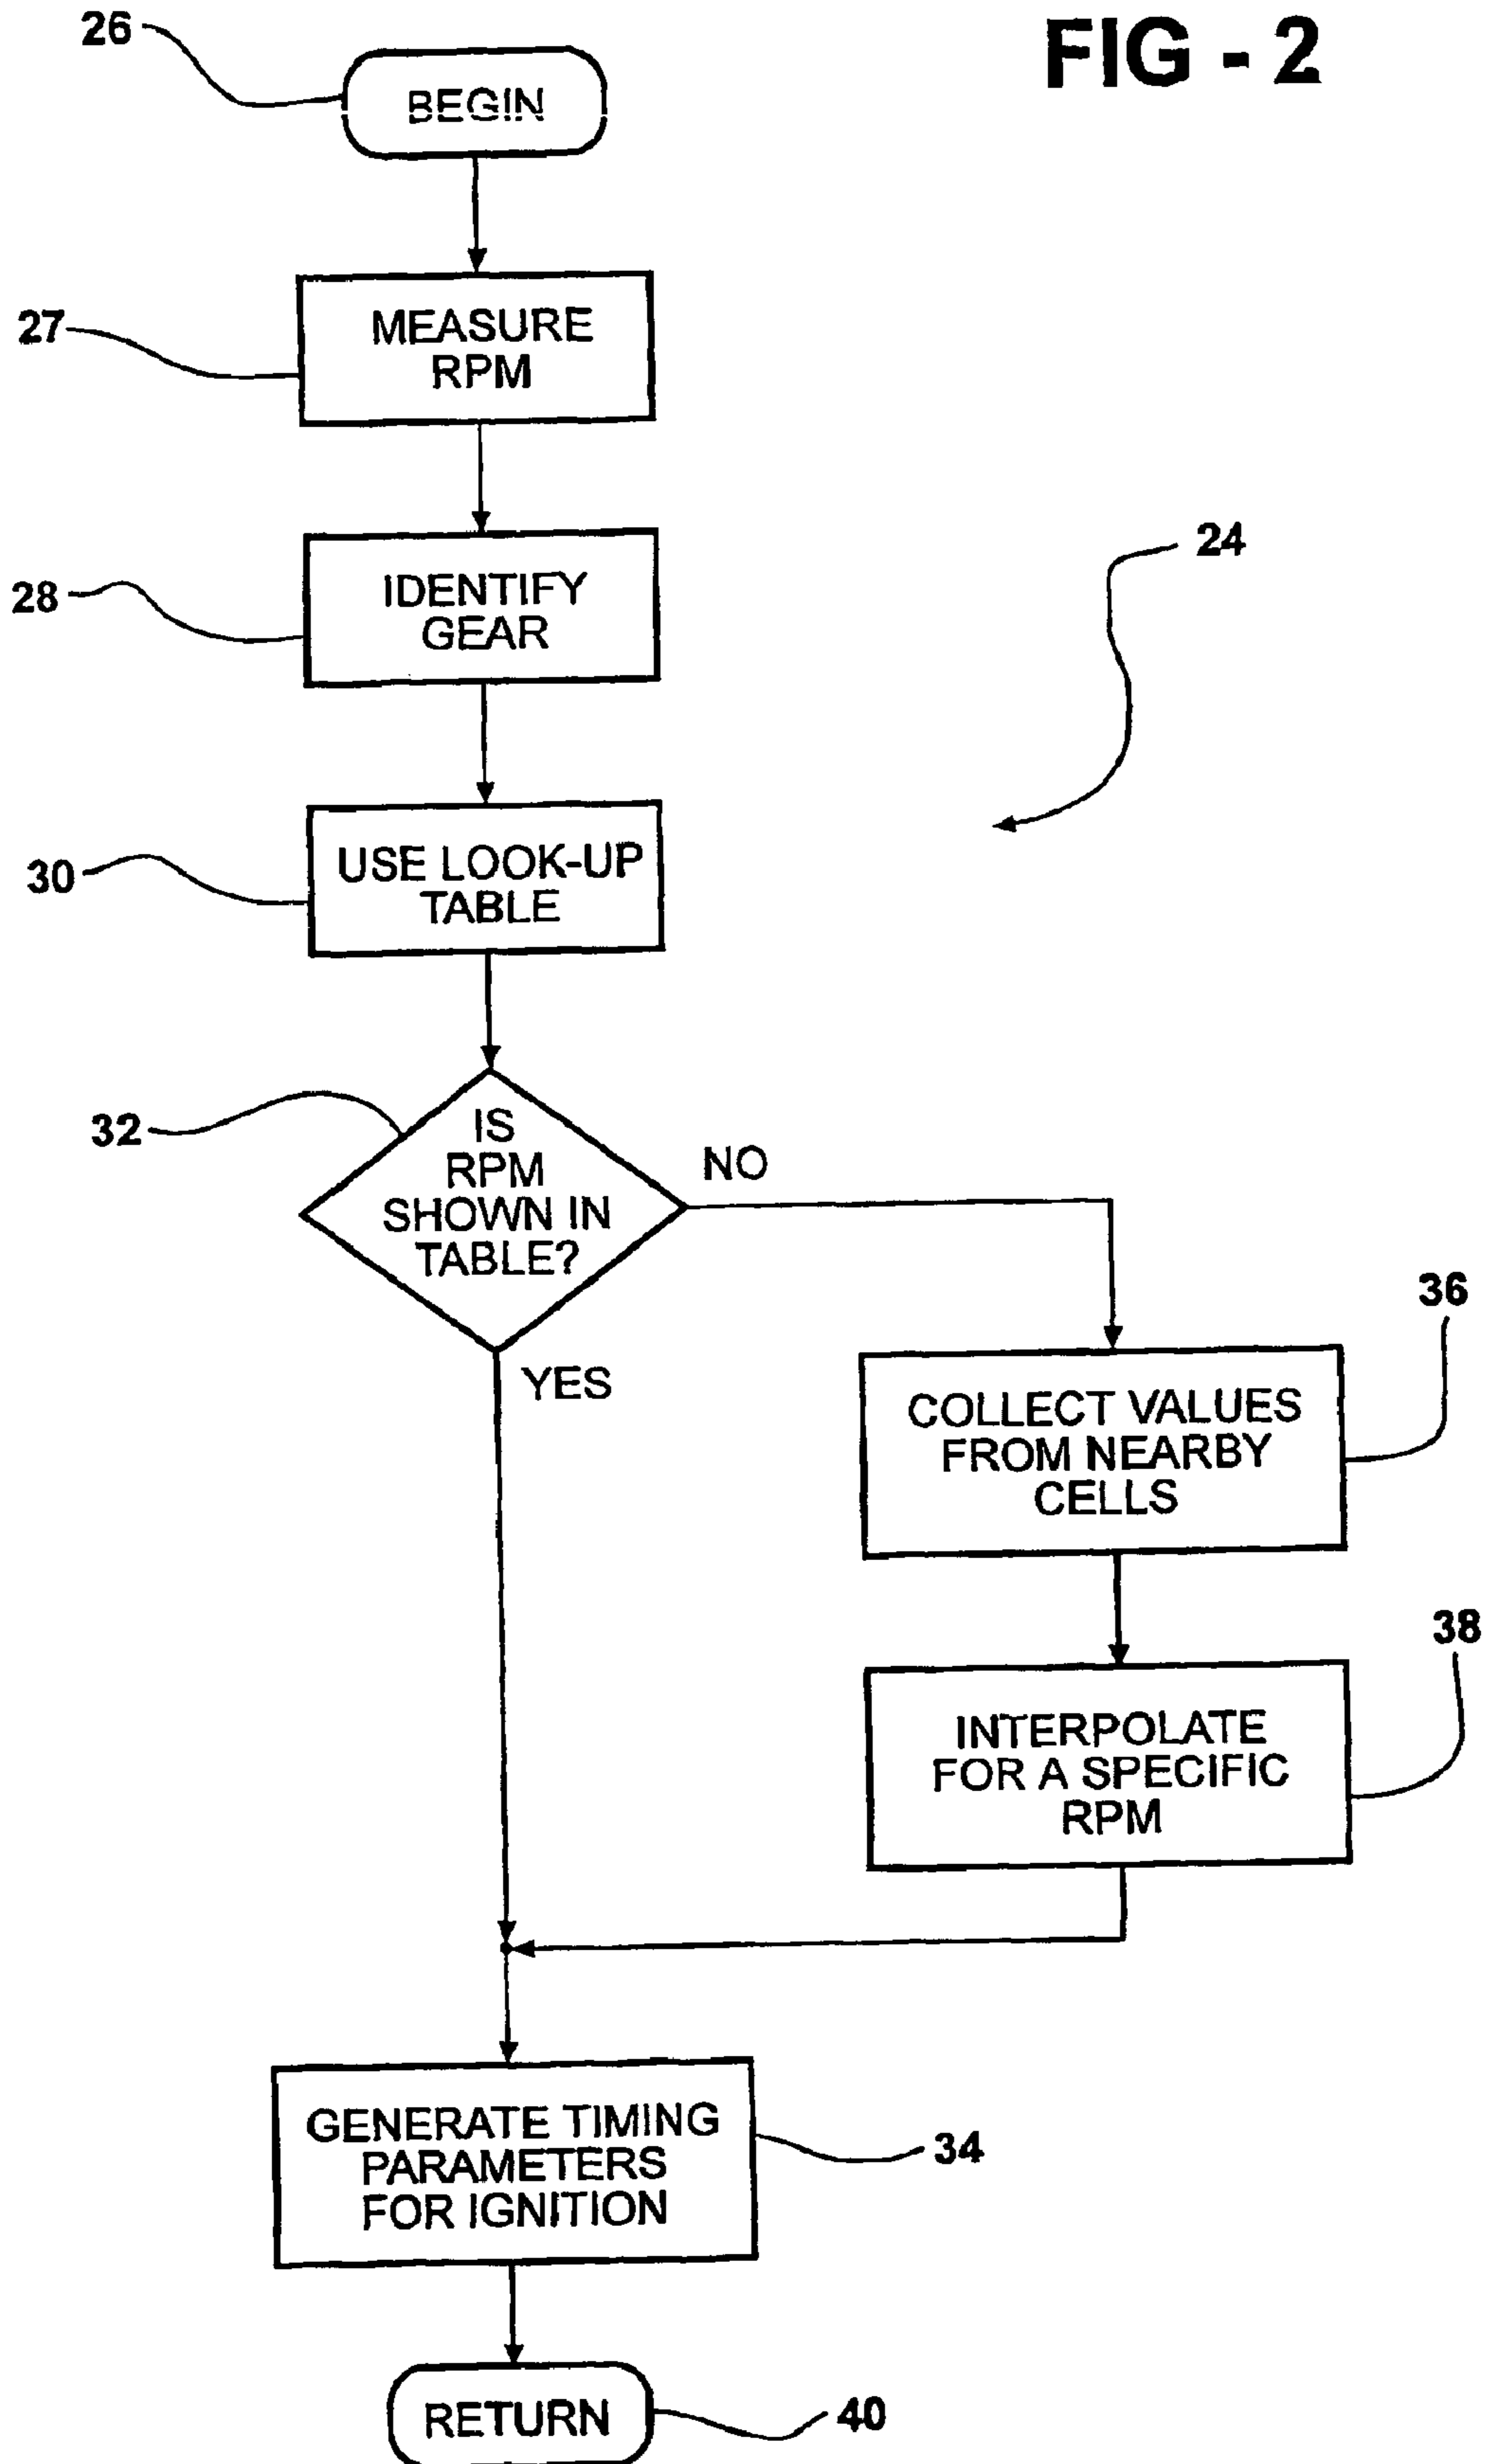 FIG - 2
26
BEGIN
27
MEASURE
RPM
28
IDENTIFY
GEAR
24
30
USE LOOK-UP
TABLE
32
IS
RPM
SHOWN IN
TABLE?
NO
YES
36
COLLECT VALUES
FROM NEARBY
CELLS
38
INTERPOLATE
FOR A SPECIFIC
RPM
GENERATE TIMING
PARAMETERS
FOR IGNITION
34
RETURN
40